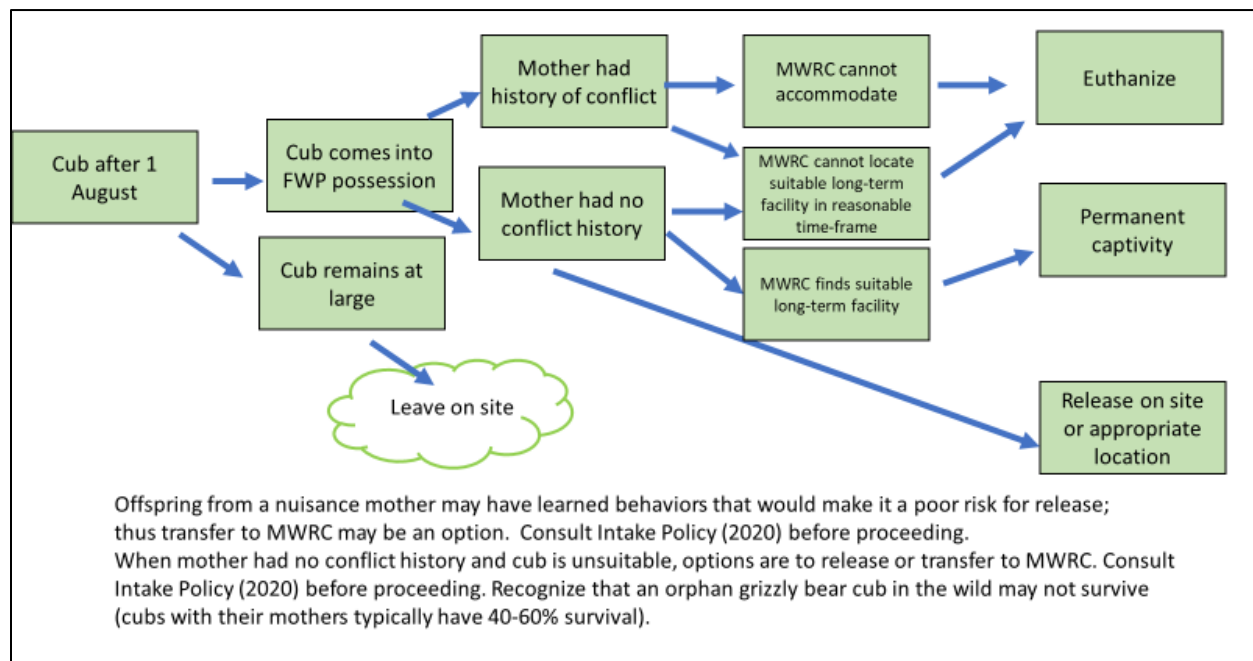 Mother had
history of conflict
MWRC cannot
accommodate
Euthanize
Cub after 1
August
Cub comes into
FWP possession
MWRC cannot locate
suitable long-term
facility in reasonable
time-frame
Mother had no
conflict history
Permanent
captivity
Cub remains at
large
MWRC finds suitable
long-term facility
Leave on site
Release on site
or appropriate
location
Offspring from a nuisance mother may have learned behaviors that would make it a poor risk for release;
thus transfer to MWRC may be an option.  Consult Intake Policy (2020) before proceeding.
When mother had no conflict history and cub is unsuitable, options are to release or transfer to MWRC. Consult
Intake Policy (2020) before proceeding. Recognize that an orphan grizzly bear cub in the wild may not survive
(cubs with their mothers typically have 40-60% survival).